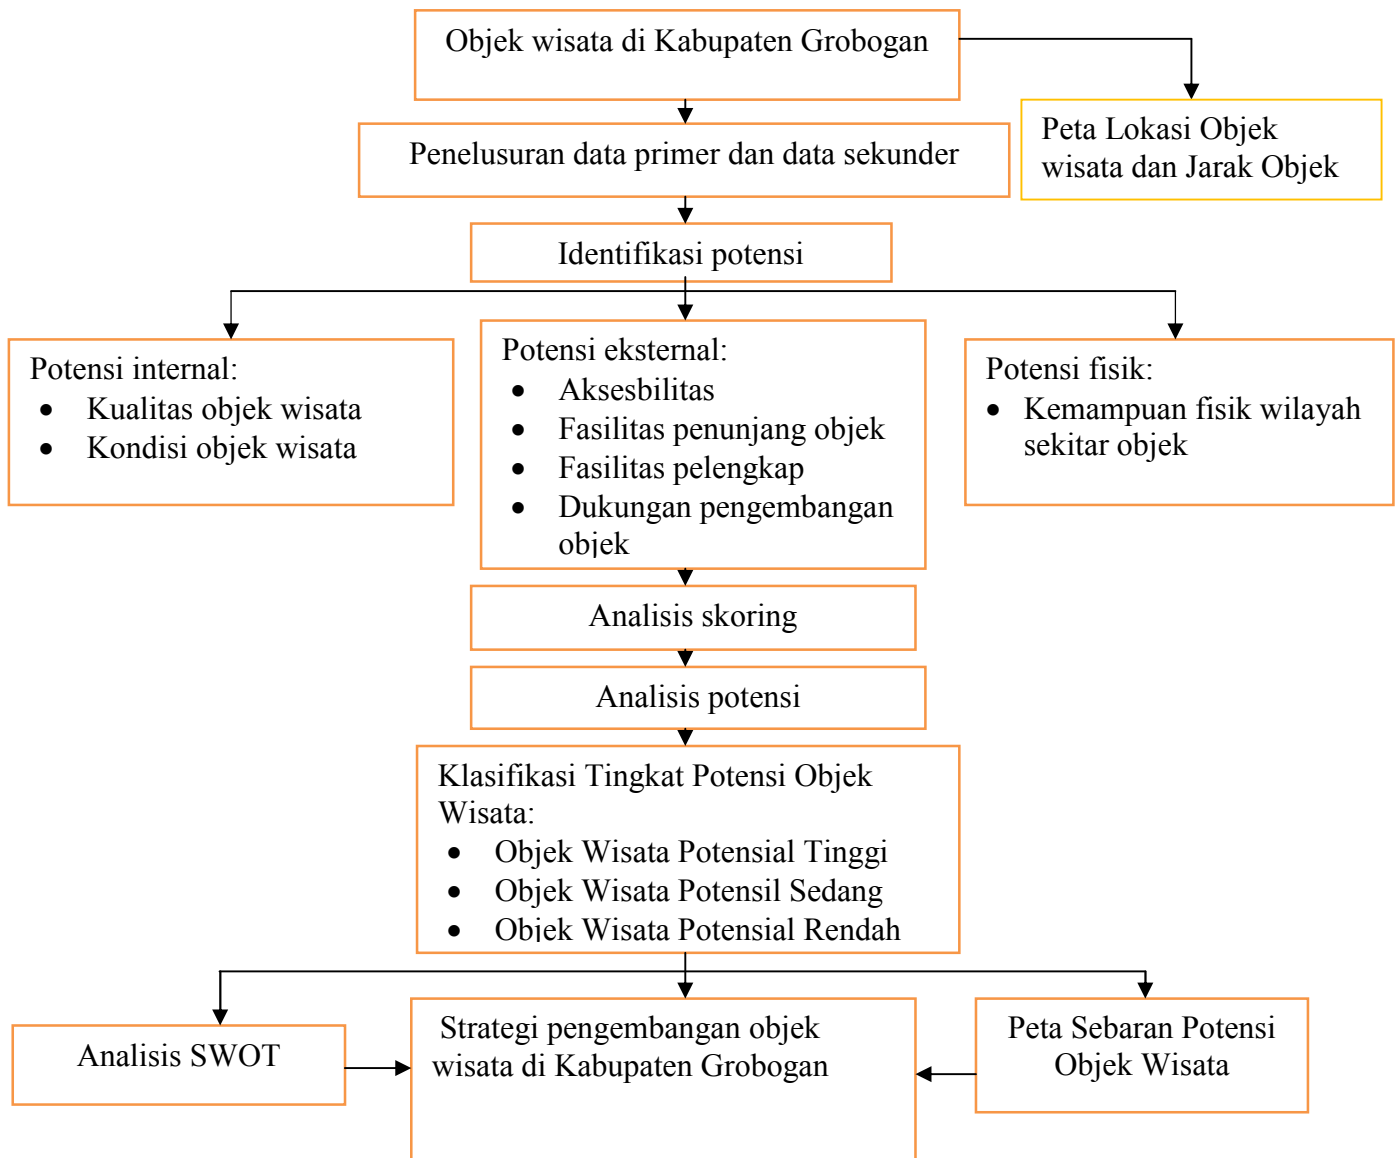 Objek wisata di Kabupaten Grobogan
Peta Lokasi Objek
wisata dan Jarak Objek
Penelusuran data primer dan data sekunder
Identifikasi potensi
Potensi internal:
• Kualitas objek wisata
• Kondisi objek wisata
Potensi eksternal:
• Aksesbilitas
• Fasilitas penunjang objek
• Fasilitas pelengkap
• Dukungan pengembangan
objek
Potensi fisik:
• Kemampuan fisik wilayah
sekitar objek
Analisis skoring
Analisis potensi
Klasifikasi Tingkat Potensi Objek
Wisata:
• Objek Wisata Potensial Tinggi
• Objek Wisata Potensil Sedang
• Objek Wisata Potensial Rendah
Analisis SWOT
Strategi pengembangan objek
wisata di Kabupaten Grobogan
Peta Sebaran Potensi
Objek Wisata